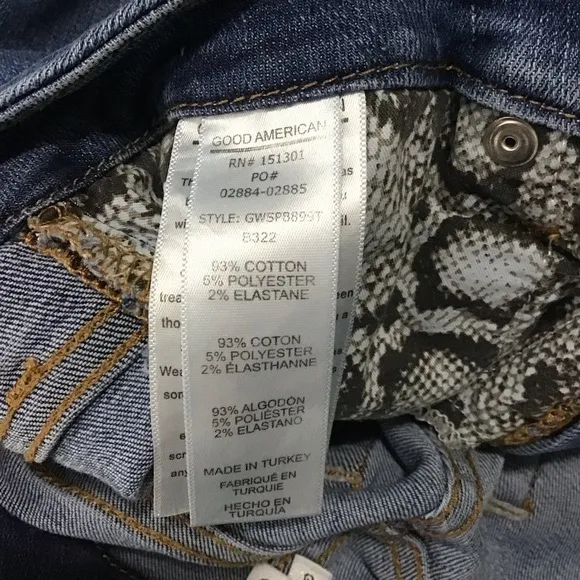 GOOD AMERICAN
RN# 151301
PO#
02884-02885
STYLE: GWSPB899T
B322
93% COTTON
5% POLYESTER
2% ELASTANE
93% COTON
5% POLYESTER
2% ÉLASTHANNE
93% ALGODÓN
5% POLIÉSTER
2% ELASTANO
MADE IN TURKEY
FABRIQUÉ EN
TURQUIE
HECHO EN
TURQUÍA